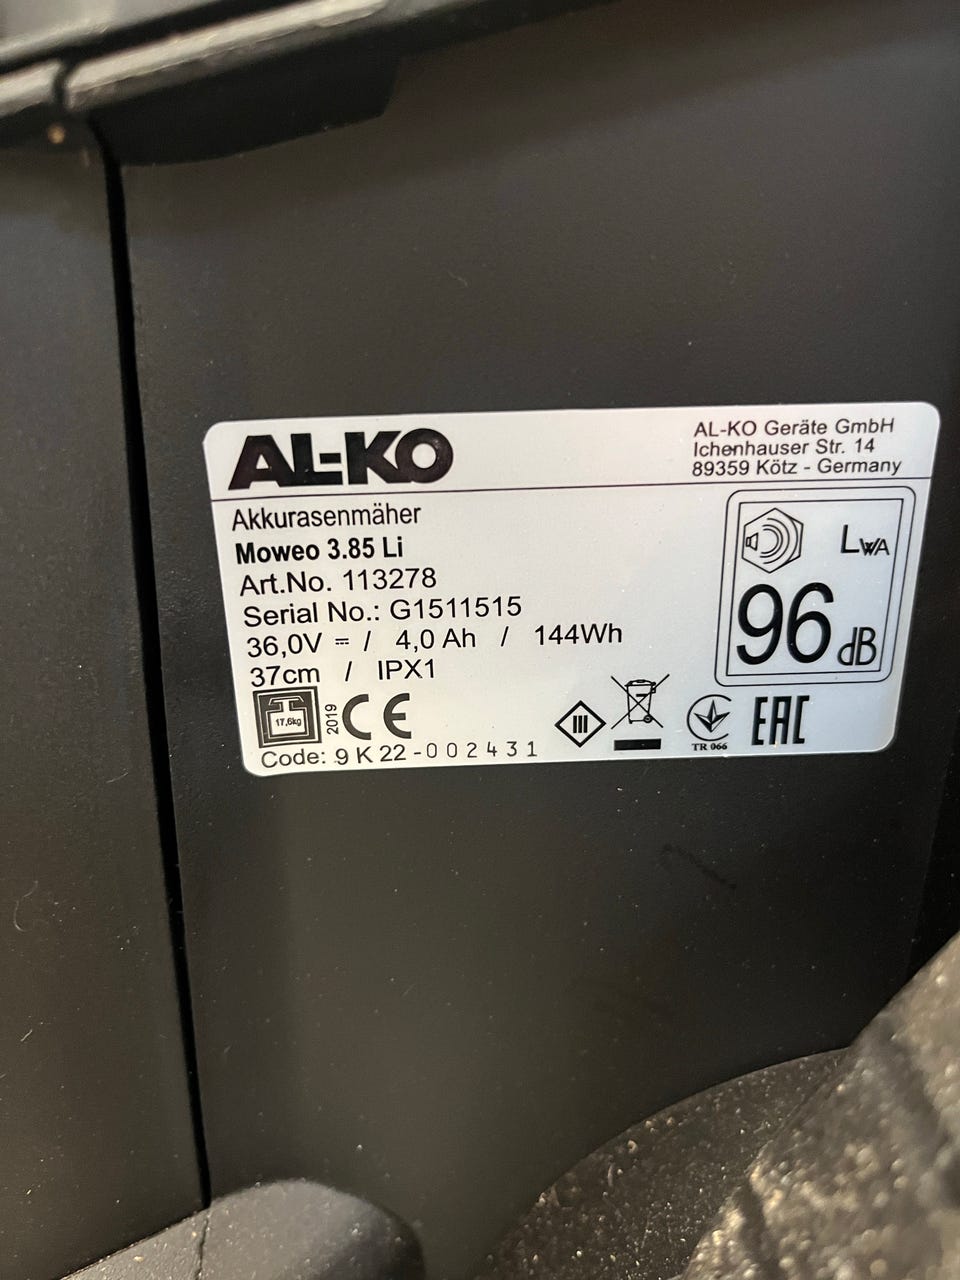 AL-KO
AL-KO Geräte GmbH
Ichenhauser Str. 14
89359 Kötz - Germany
Akkurasenmäher
Moweo 3.85 Li
Art.No. 113278
Serial No.: G1511515
36,0V ⎓ / 4,0 Ah / 144Wh
37cm / IPX1
LWA
96 dB
17,6kg
2019
CE
III
TR 066
EAC
Code: 9 K 22 -002431